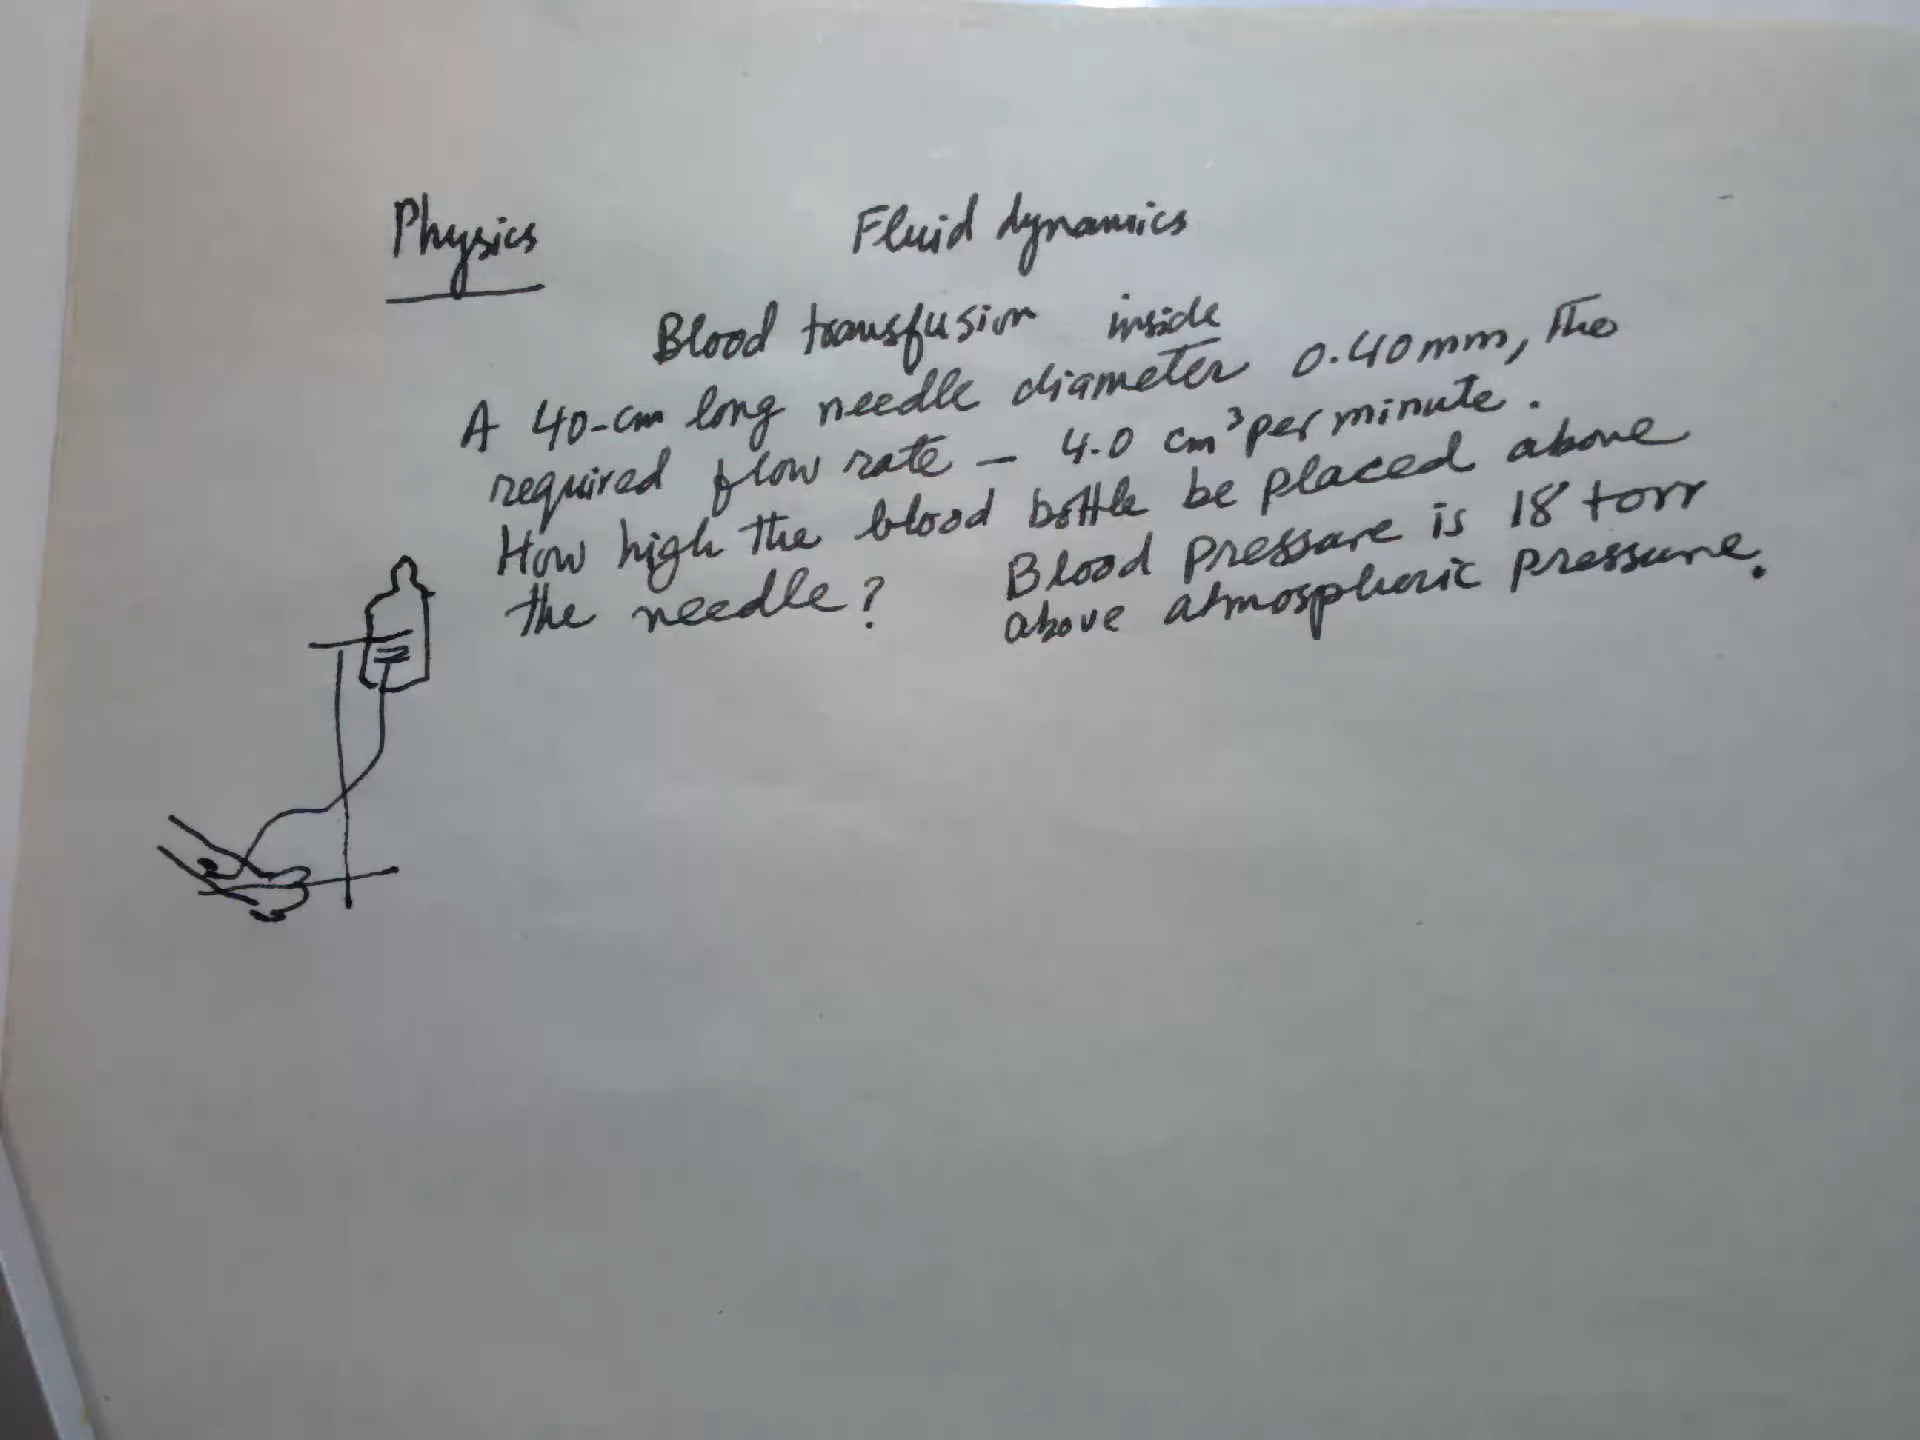 Physics
Fluid dynamics
Blood transfusion inside
A 40-cm long needle diameter 0.40mm, The
required flow rate - 4.0 cm³ per minute.
How high the blood bottle be placed above
the needle? Blood pressure is 18 torr
above atmospheric pressure.